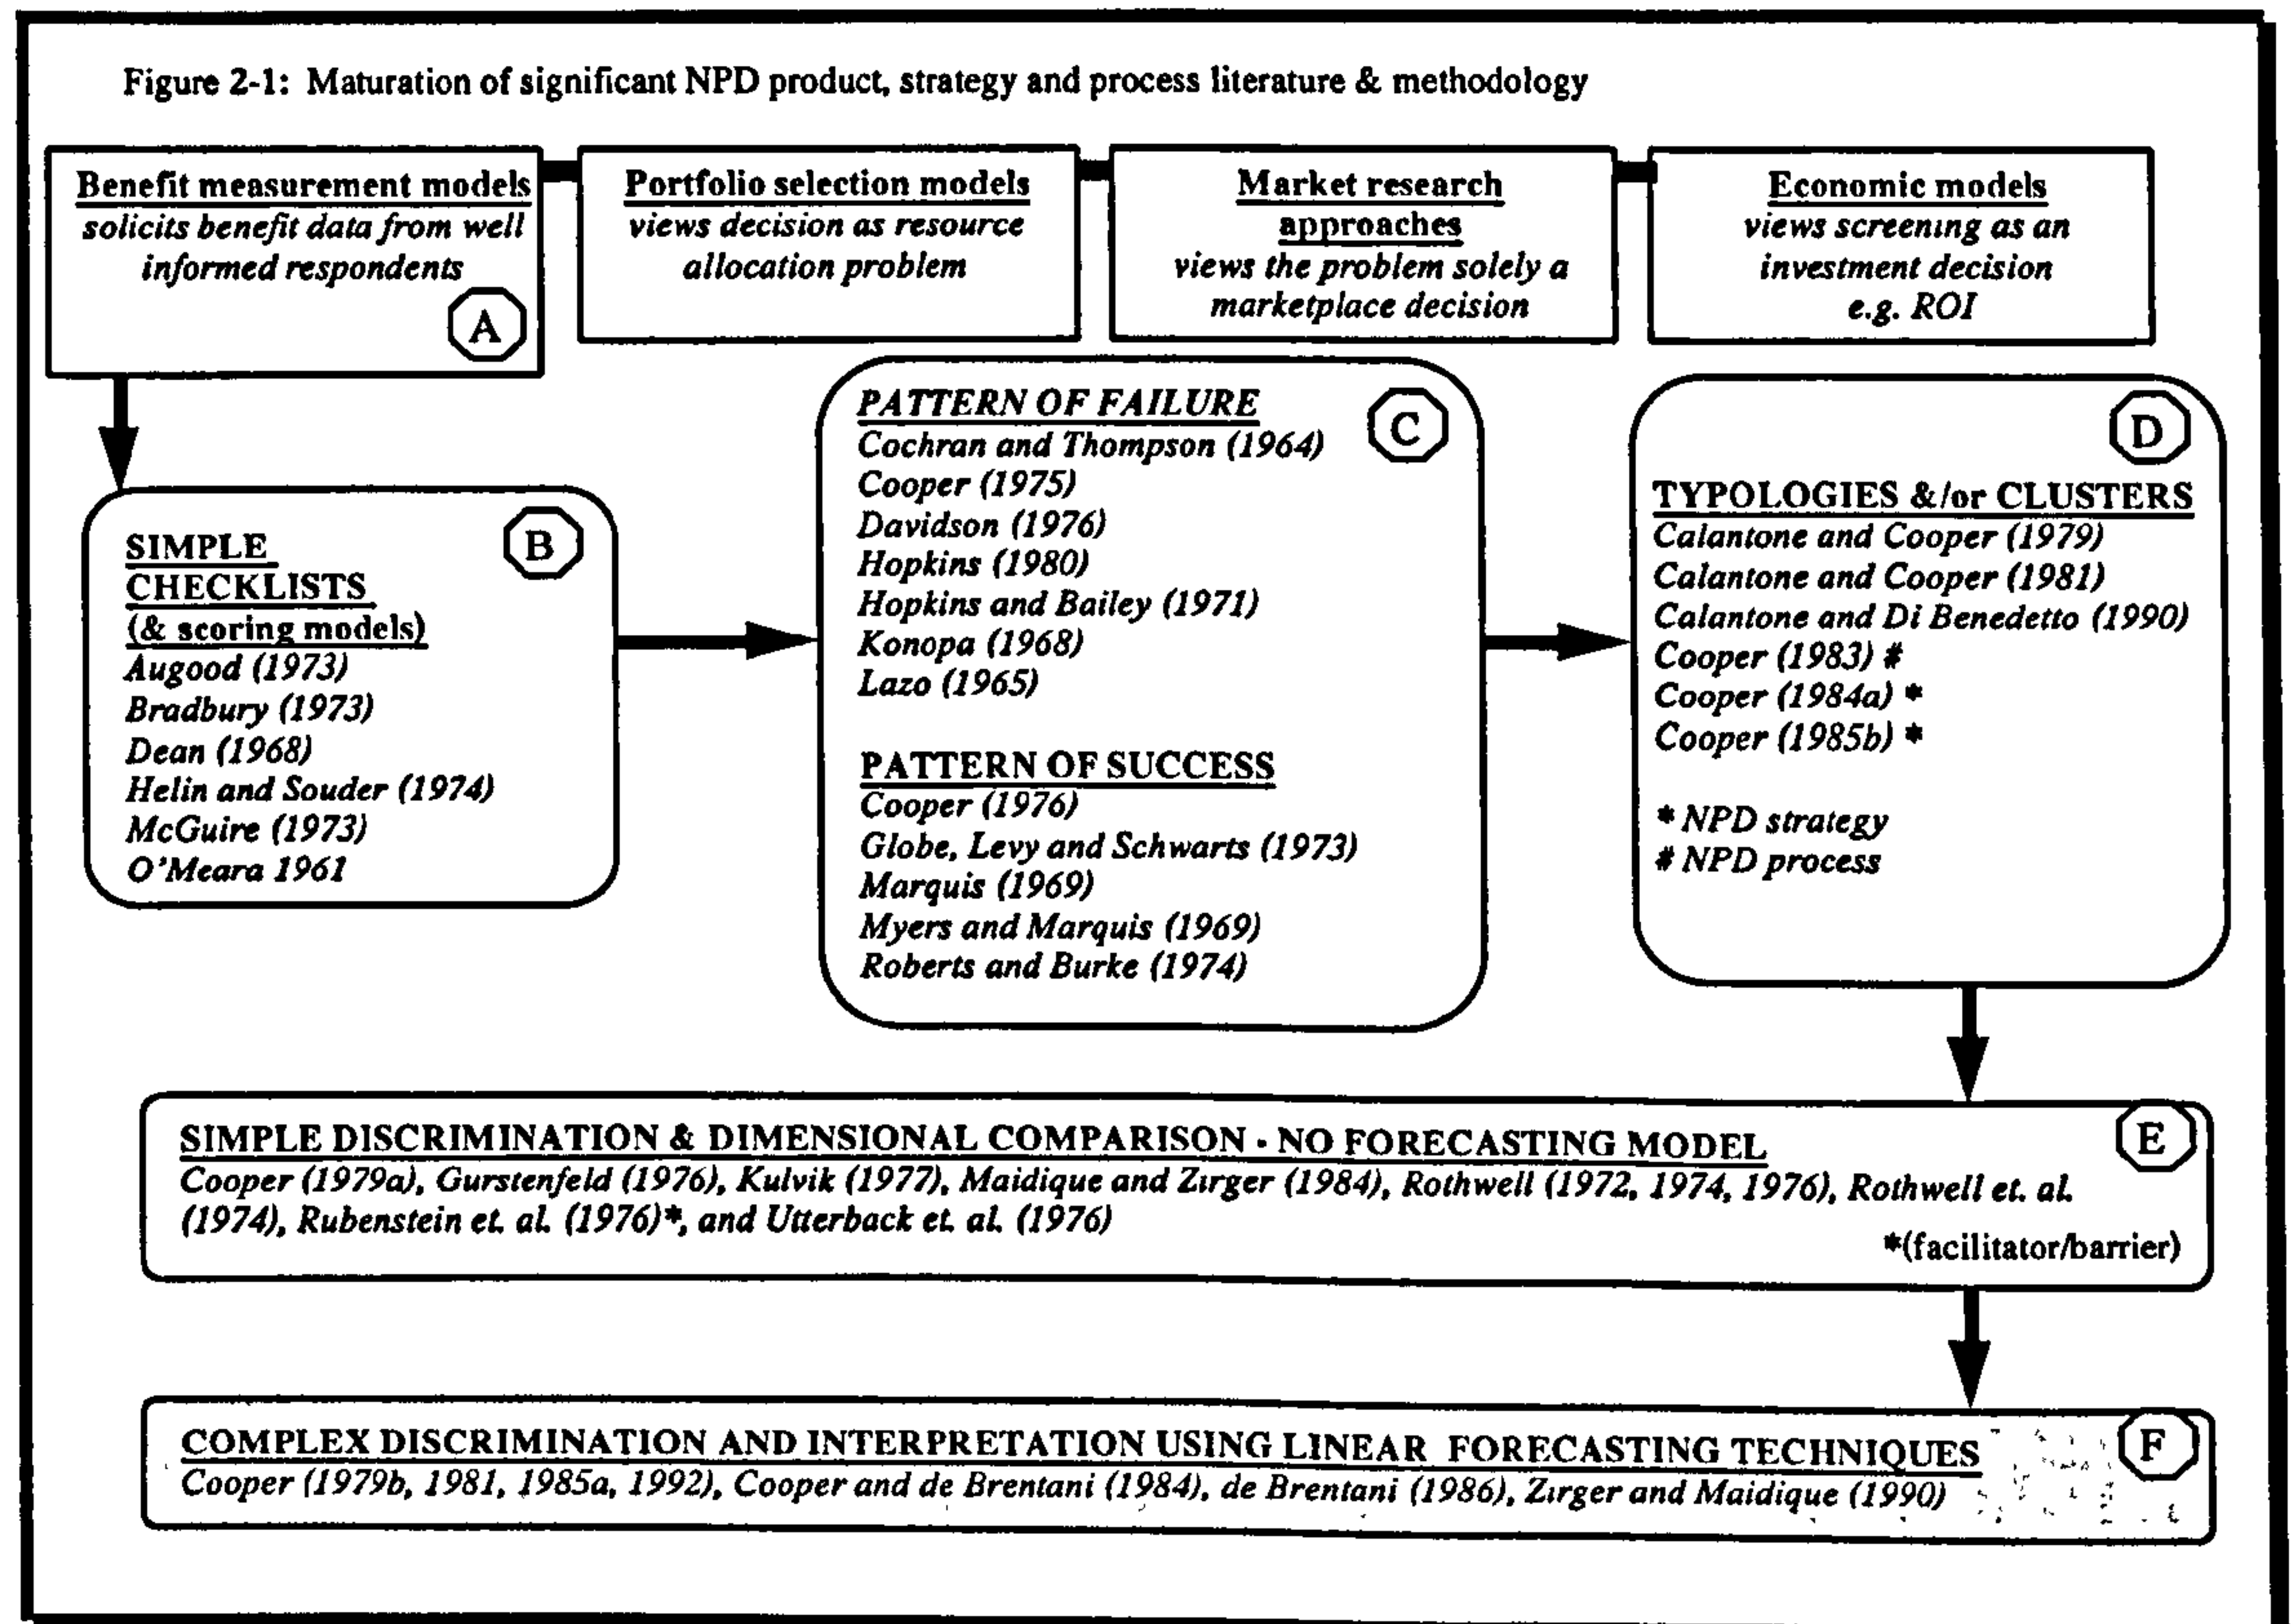 Figure 2-1: Maturation of significant NPD product, strategy and process literature & methodology
Benefit measurement models
solicits benefit data from well
informed respondents
A
Portfolio selection models
views decision as resource
allocation problem
Market research
approaches
views the problem solely a
marketplace decision
Economic models
views screening as an
investment decision
e.g. ROI
B
SIMPLE
CHECKLISTS
(& scoring models)
Augood (1973)
Bradbury (1973)
Dean (1968)
Helin and Souder (1974)
McGuire (1973)
O'Meara 1961
C
PATTERN OF FAILURE
Cochran and Thompson (1964)
Cooper (1975)
Davidson (1976)
Hopkins (1980)
Hopkins and Bailey (1971)
Konopa (1968)
Lazo (1965)
PATTERN OF SUCCESS
Cooper (1976)
Globe, Levy and Schwarts (1973)
Marquis (1969)
Myers and Marquis (1969)
Roberts and Burke (1974)
D
TYPOLOGIES &/or CLUSTERS
Calantone and Cooper (1979)
Calantone and Cooper (1981)
Calantone and Di Benedetto (1990)
Cooper (1983) #
Cooper (1984a) *
Cooper (1985b) *
* NPD strategy
# NPD process
E
SIMPLE DISCRIMINATION & DIMENSIONAL COMPARISON - NO FORECASTING MODEL
Cooper (1979a), Gurstenfeld (1976), Kulvik (1977), Maidique and Zirger (1984), Rothwell (1972, 1974, 1976), Rothwell et. al.
(1974), Rubenstein et. al. (1976)*, and Utterback et. al. (1976)
*(facilitator/barrier)
F
COMPLEX DISCRIMINATION AND INTERPRETATION USING LINEAR FORECASTING TECHNIQUES
Cooper (1979b, 1981, 1985a, 1992), Cooper and de Brentani (1984), de Brentani (1986), Zirger and Maidique (1990)